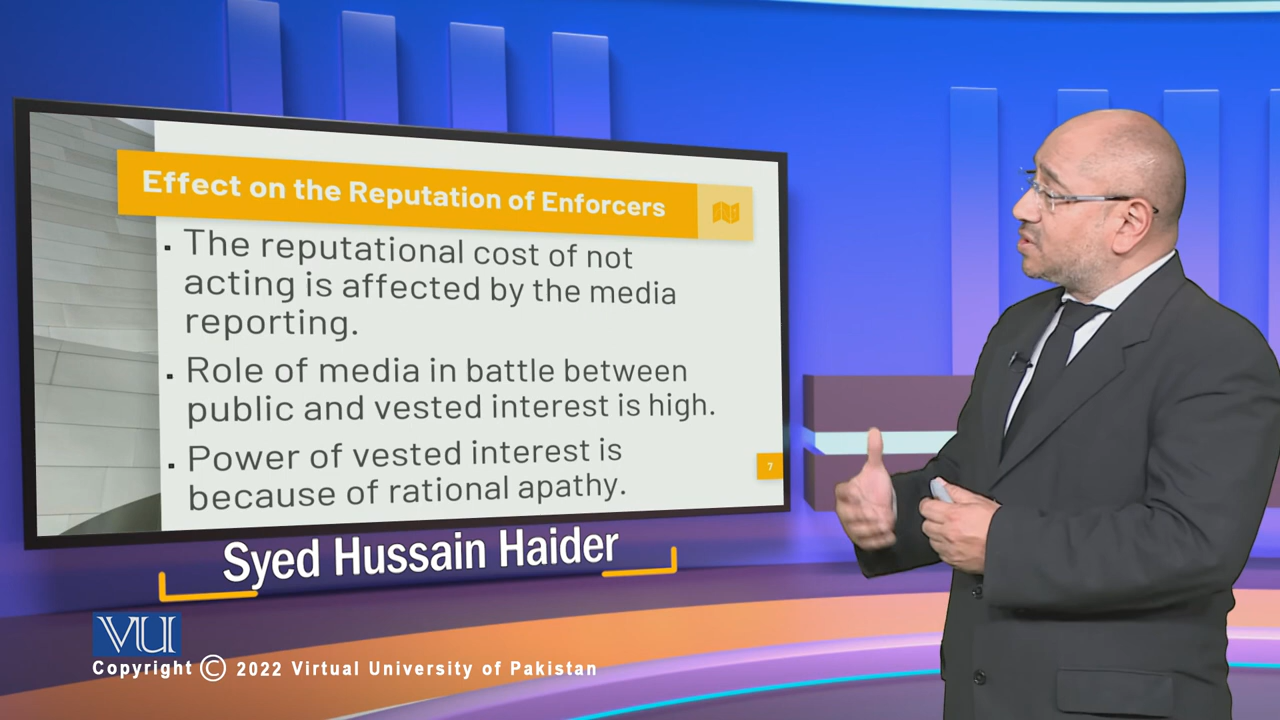 Effect on the Reputation of Enforcers
▪ The reputational cost of not
acting is affected by the media
reporting.
▪ Role of media in battle between
public and vested interest is high.
▪ Power of vested interest is
because of rational apathy.
7
Syed Hussain Haider
VU
Copyright © 2022 Virtual University of Pakistan